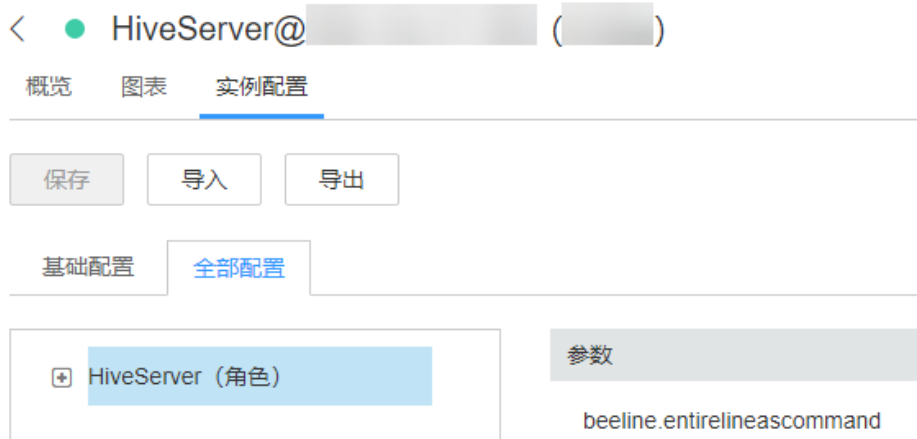 HiveServer@ ( )
概览 图表 实例配置
保存 导入 导出
基础配置 全部配置
HiveServer（角色）
参数
beeline.entirelineascommand